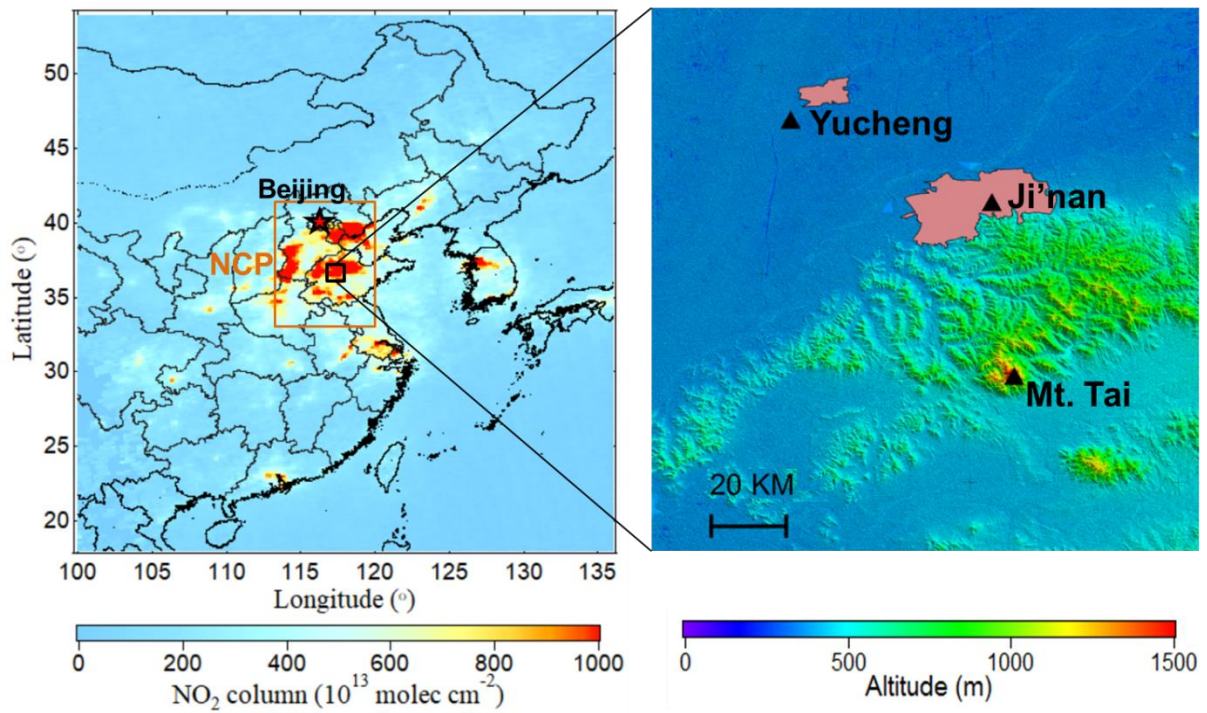 50
45
40
35
30
25
20
Latitude (°)
Beijing
NCP
100 105 110 115 120 125 130 135
Longitude (°)
0 200 400 600 800 1000
NO₂ column (10¹³ molec cm⁻²)
Yucheng
Ji'nan
Mt. Tai
20 KM
0 500 1000 1500
Altitude (m)